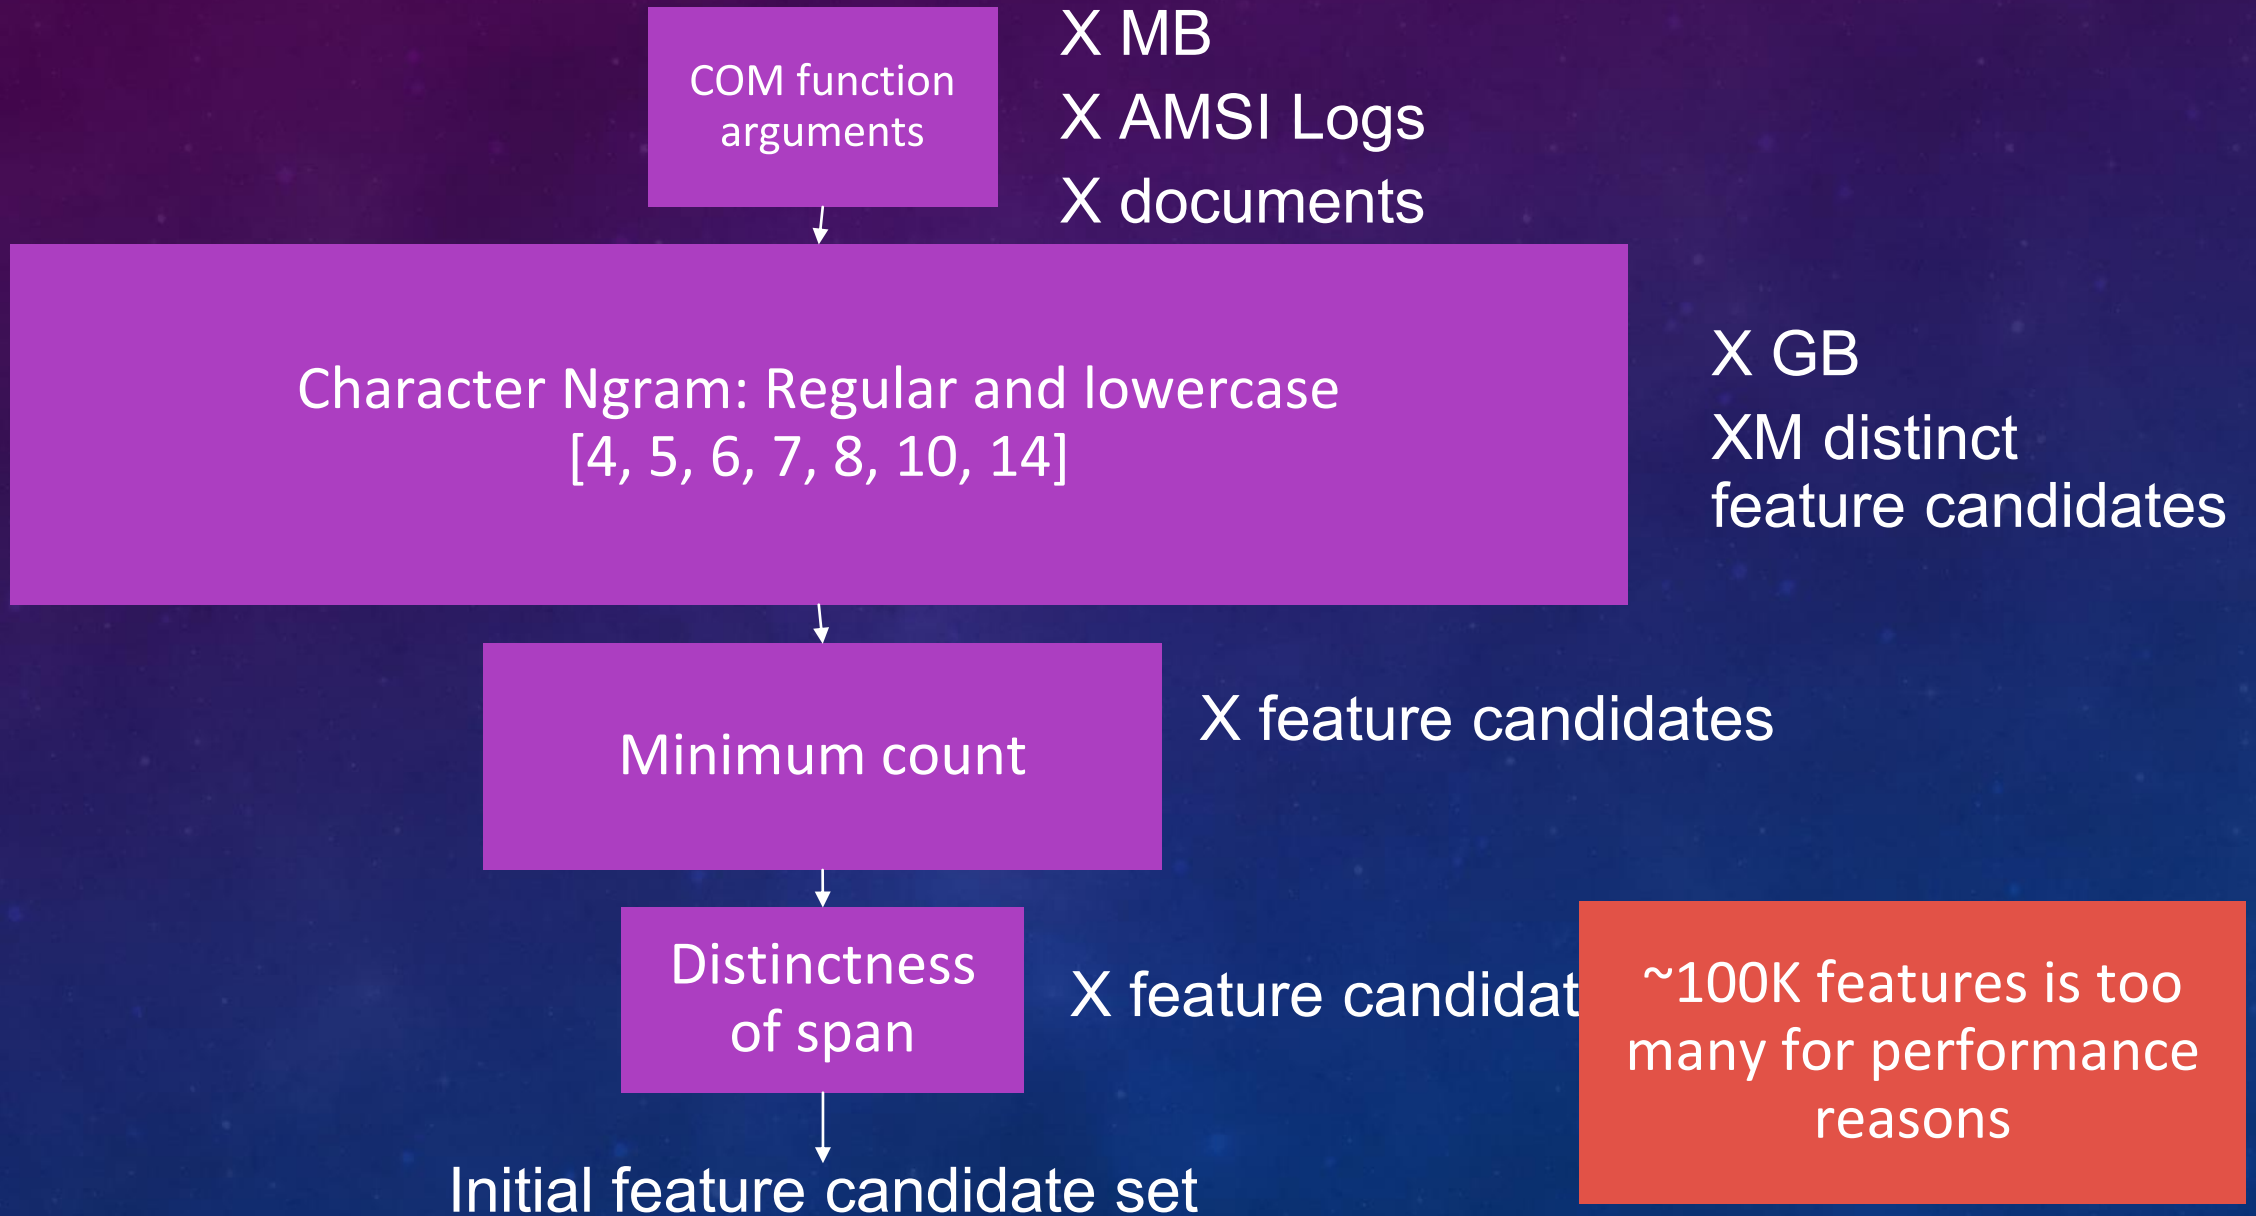 COM function
arguments
X MB
X AMSI Logs
X documents
Character Ngram: Regular and lowercase
[4, 5, 6, 7, 8, 10, 14]
X GB
XM distinct
feature candidates
Minimum count
X feature candidates
Distinctness
of span
X feature candidat
~100K features is too
many for performance
reasons
Initial feature candidate set